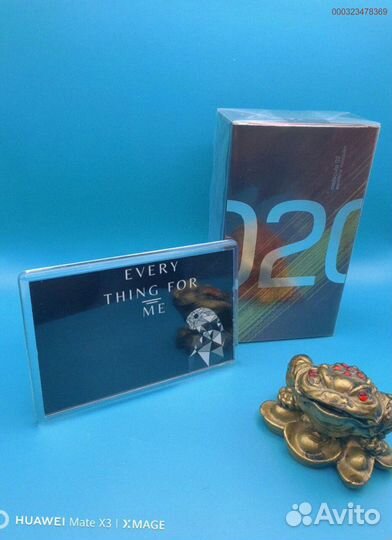 000323478369
020
EVERY
THING FOR
ME
HUAWEI Mate X3 | XMAGE
Avito